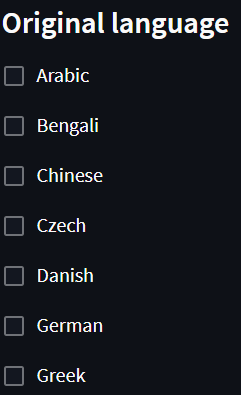 Original language
Arabic
Bengali
Chinese
Czech
Danish
German
Greek